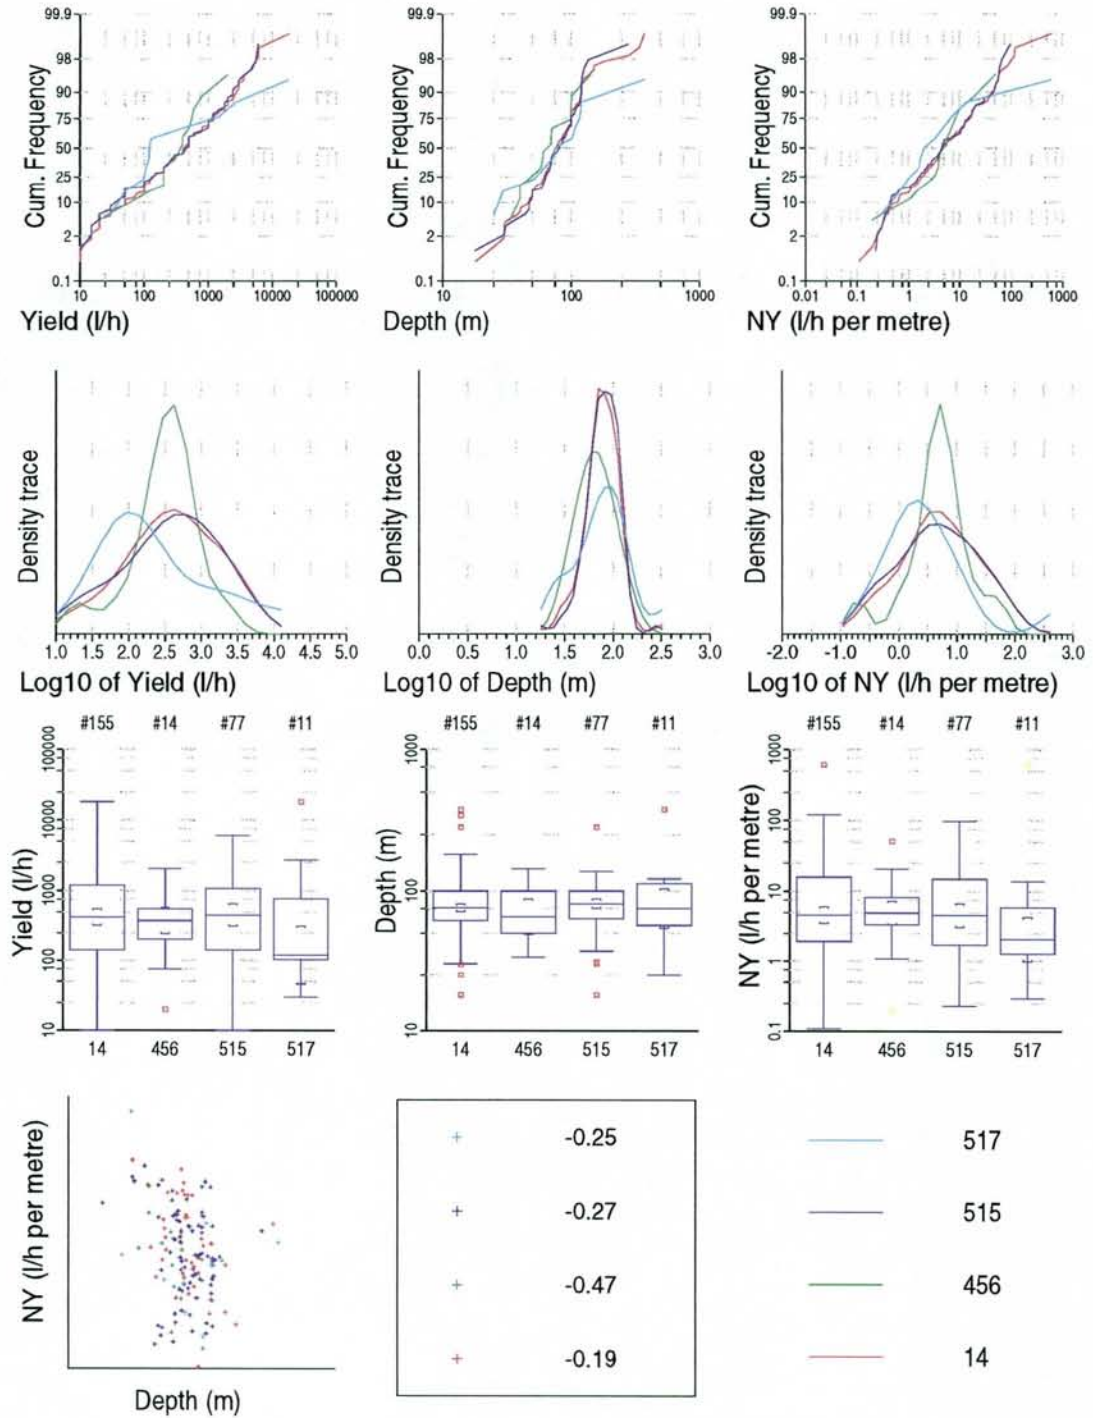 99.9
98
90
75
50
25
10
2
0.1
Cum. Frequency
10 100 1000 10000 100000
Yield (l/h)
99.9
98
90
75
50
25
10
2
0.1
Cum. Frequency
10 100 1000
Depth (m)
99.9
98
90
75
50
25
10
2
0.1
Cum. Frequency
0.01 0.1 1 10 100 1000
NY (l/h per metre)
Density trace
1.0 1.5 2.0 2.5 3.0 3.5 4.0 4.5 5.0
Log10 of Yield (l/h)
Density trace
0.0 0.5 1.0 1.5 2.0 2.5 3.0
Log10 of Depth (m)
Density trace
-2.0 -1.0 0.0 1.0 2.0 3.0
Log10 of NY (l/h per metre)
#155 #14 #77 #11
100000
10000
1000
100
10
Yield (l/h)
14 456 515 517
#155 #14 #77 #11
1000
100
10
Depth (m)
14 456 515 517
#155 #14 #77 #11
1000
100
10
1
0.1
NY (l/h per metre)
14 456 515 517
NY (l/h per metre)
Depth (m)
-0.25
-0.27
-0.47
-0.19
517
515
456
14